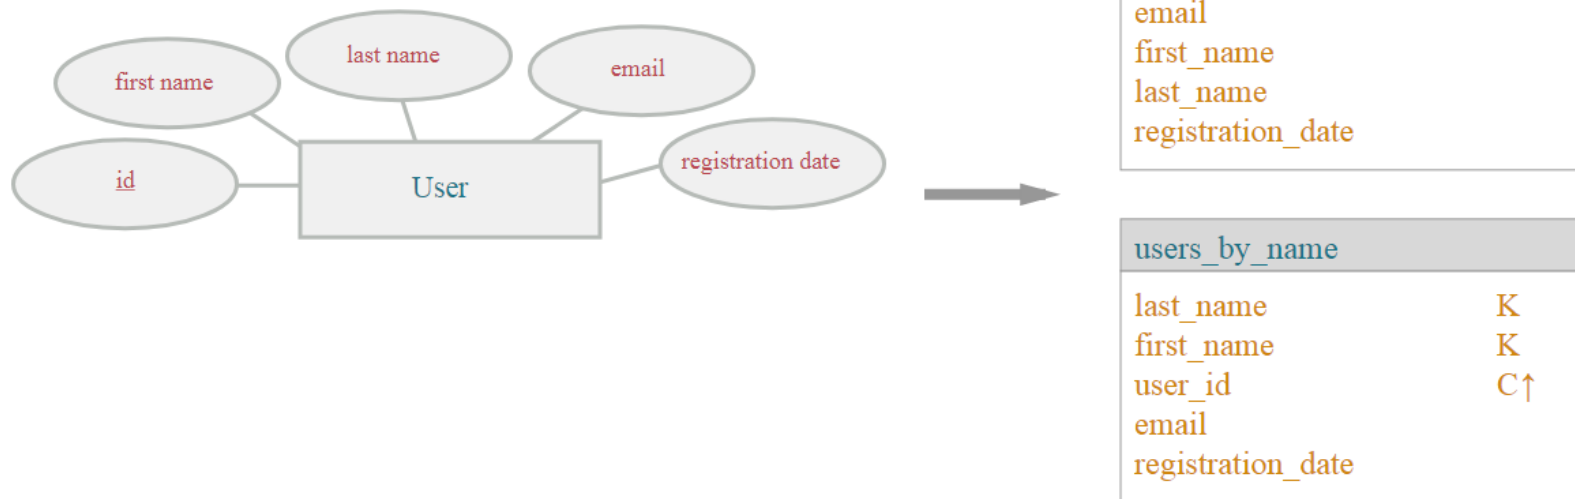 first name
last name
email
id
User
registration date
email
first_name
last_name
registration_date
users_by_name
last_name K
first_name K
user_id C↑
email
registration_date